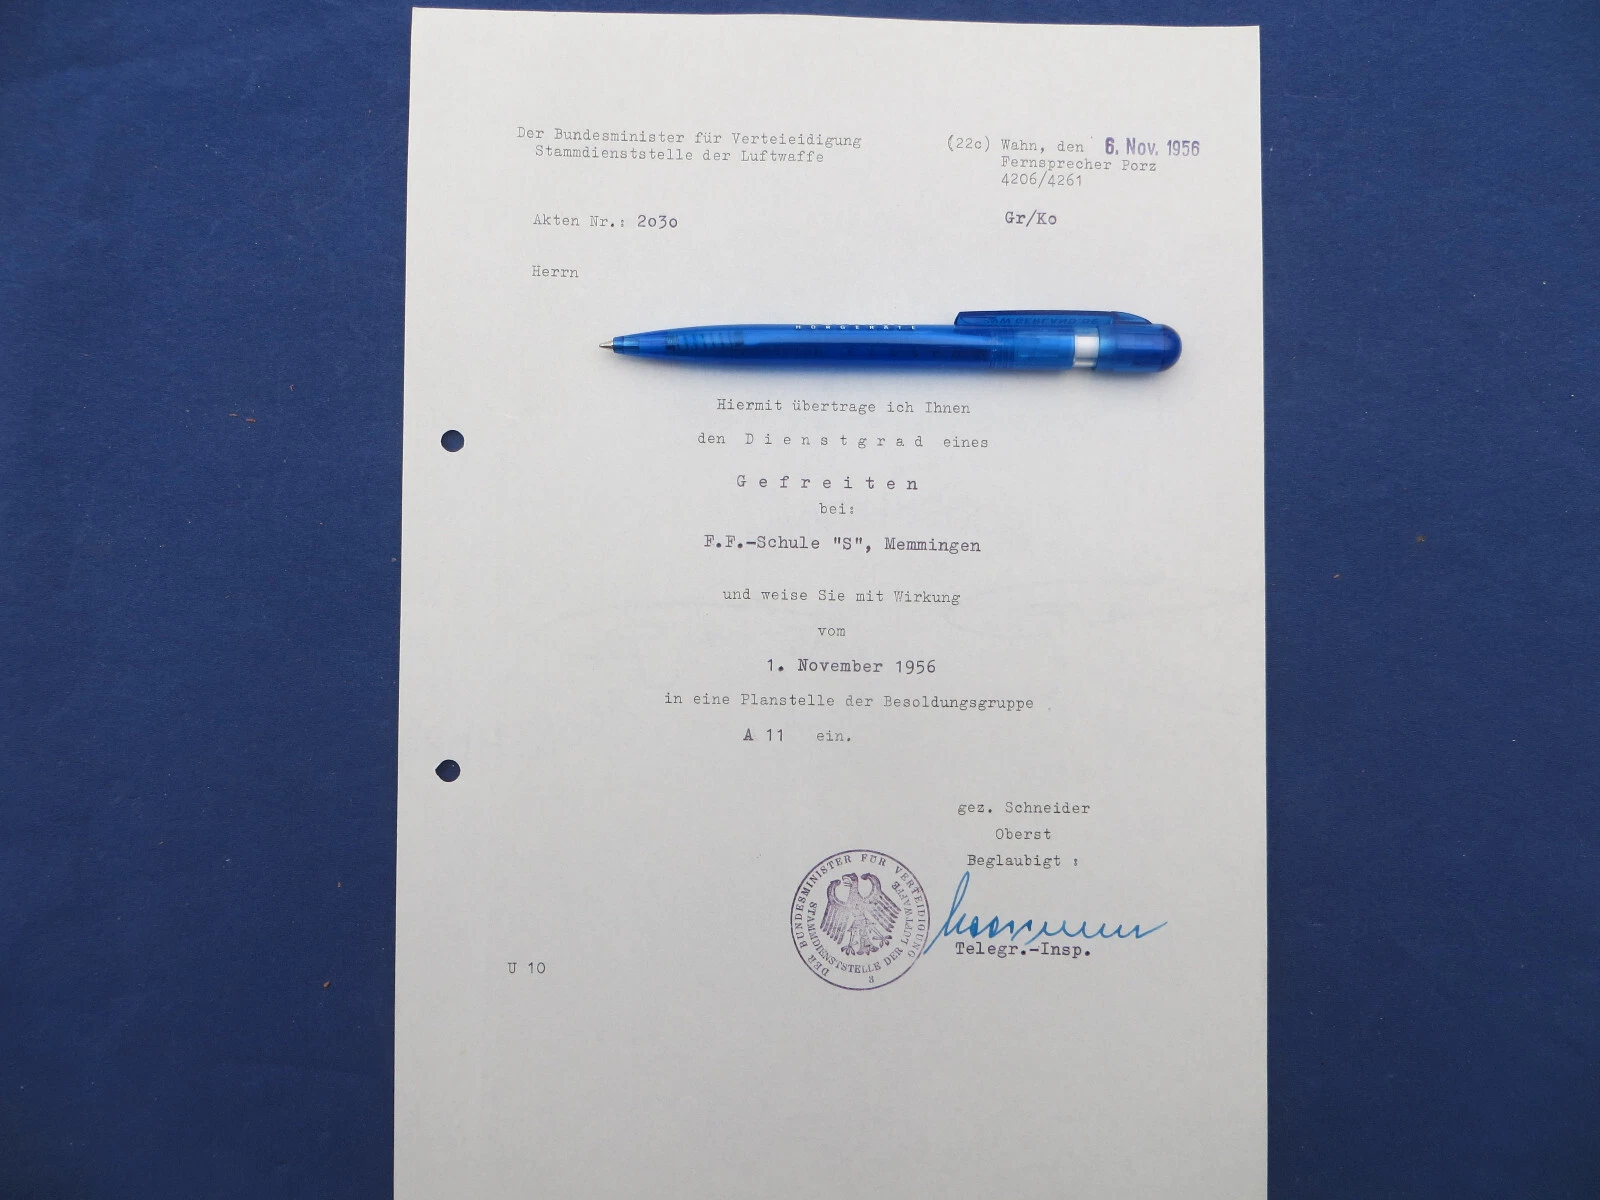 Der Bundesminister für Verteieidigung
Stammdienststelle der Luftwaffe
(22c) Wahn, den 6. Nov. 1956
Fernsprecher Porz
4206/4261
Akten Nr.: 2o3o
Gr/Ko
Herrn
HÖRGERÄTE
Hiermit übertrage ich Ihnen
den Dienstgrad eines
Gefreiten
bei:
F.F.-Schule "S", Memmingen
und weise Sie mit Wirkung
vom
1. November 1956
in eine Planstelle der Besoldungsgruppe
A 11 ein.
gez. Schneider
Oberst
Beglaubigt :
Telegr.-Insp.
DER BUNDESMINISTER FÜR VERTEIDIGUNG
STAMMDIENSTSTELLE DER LUFTWAFFE
3
U 10